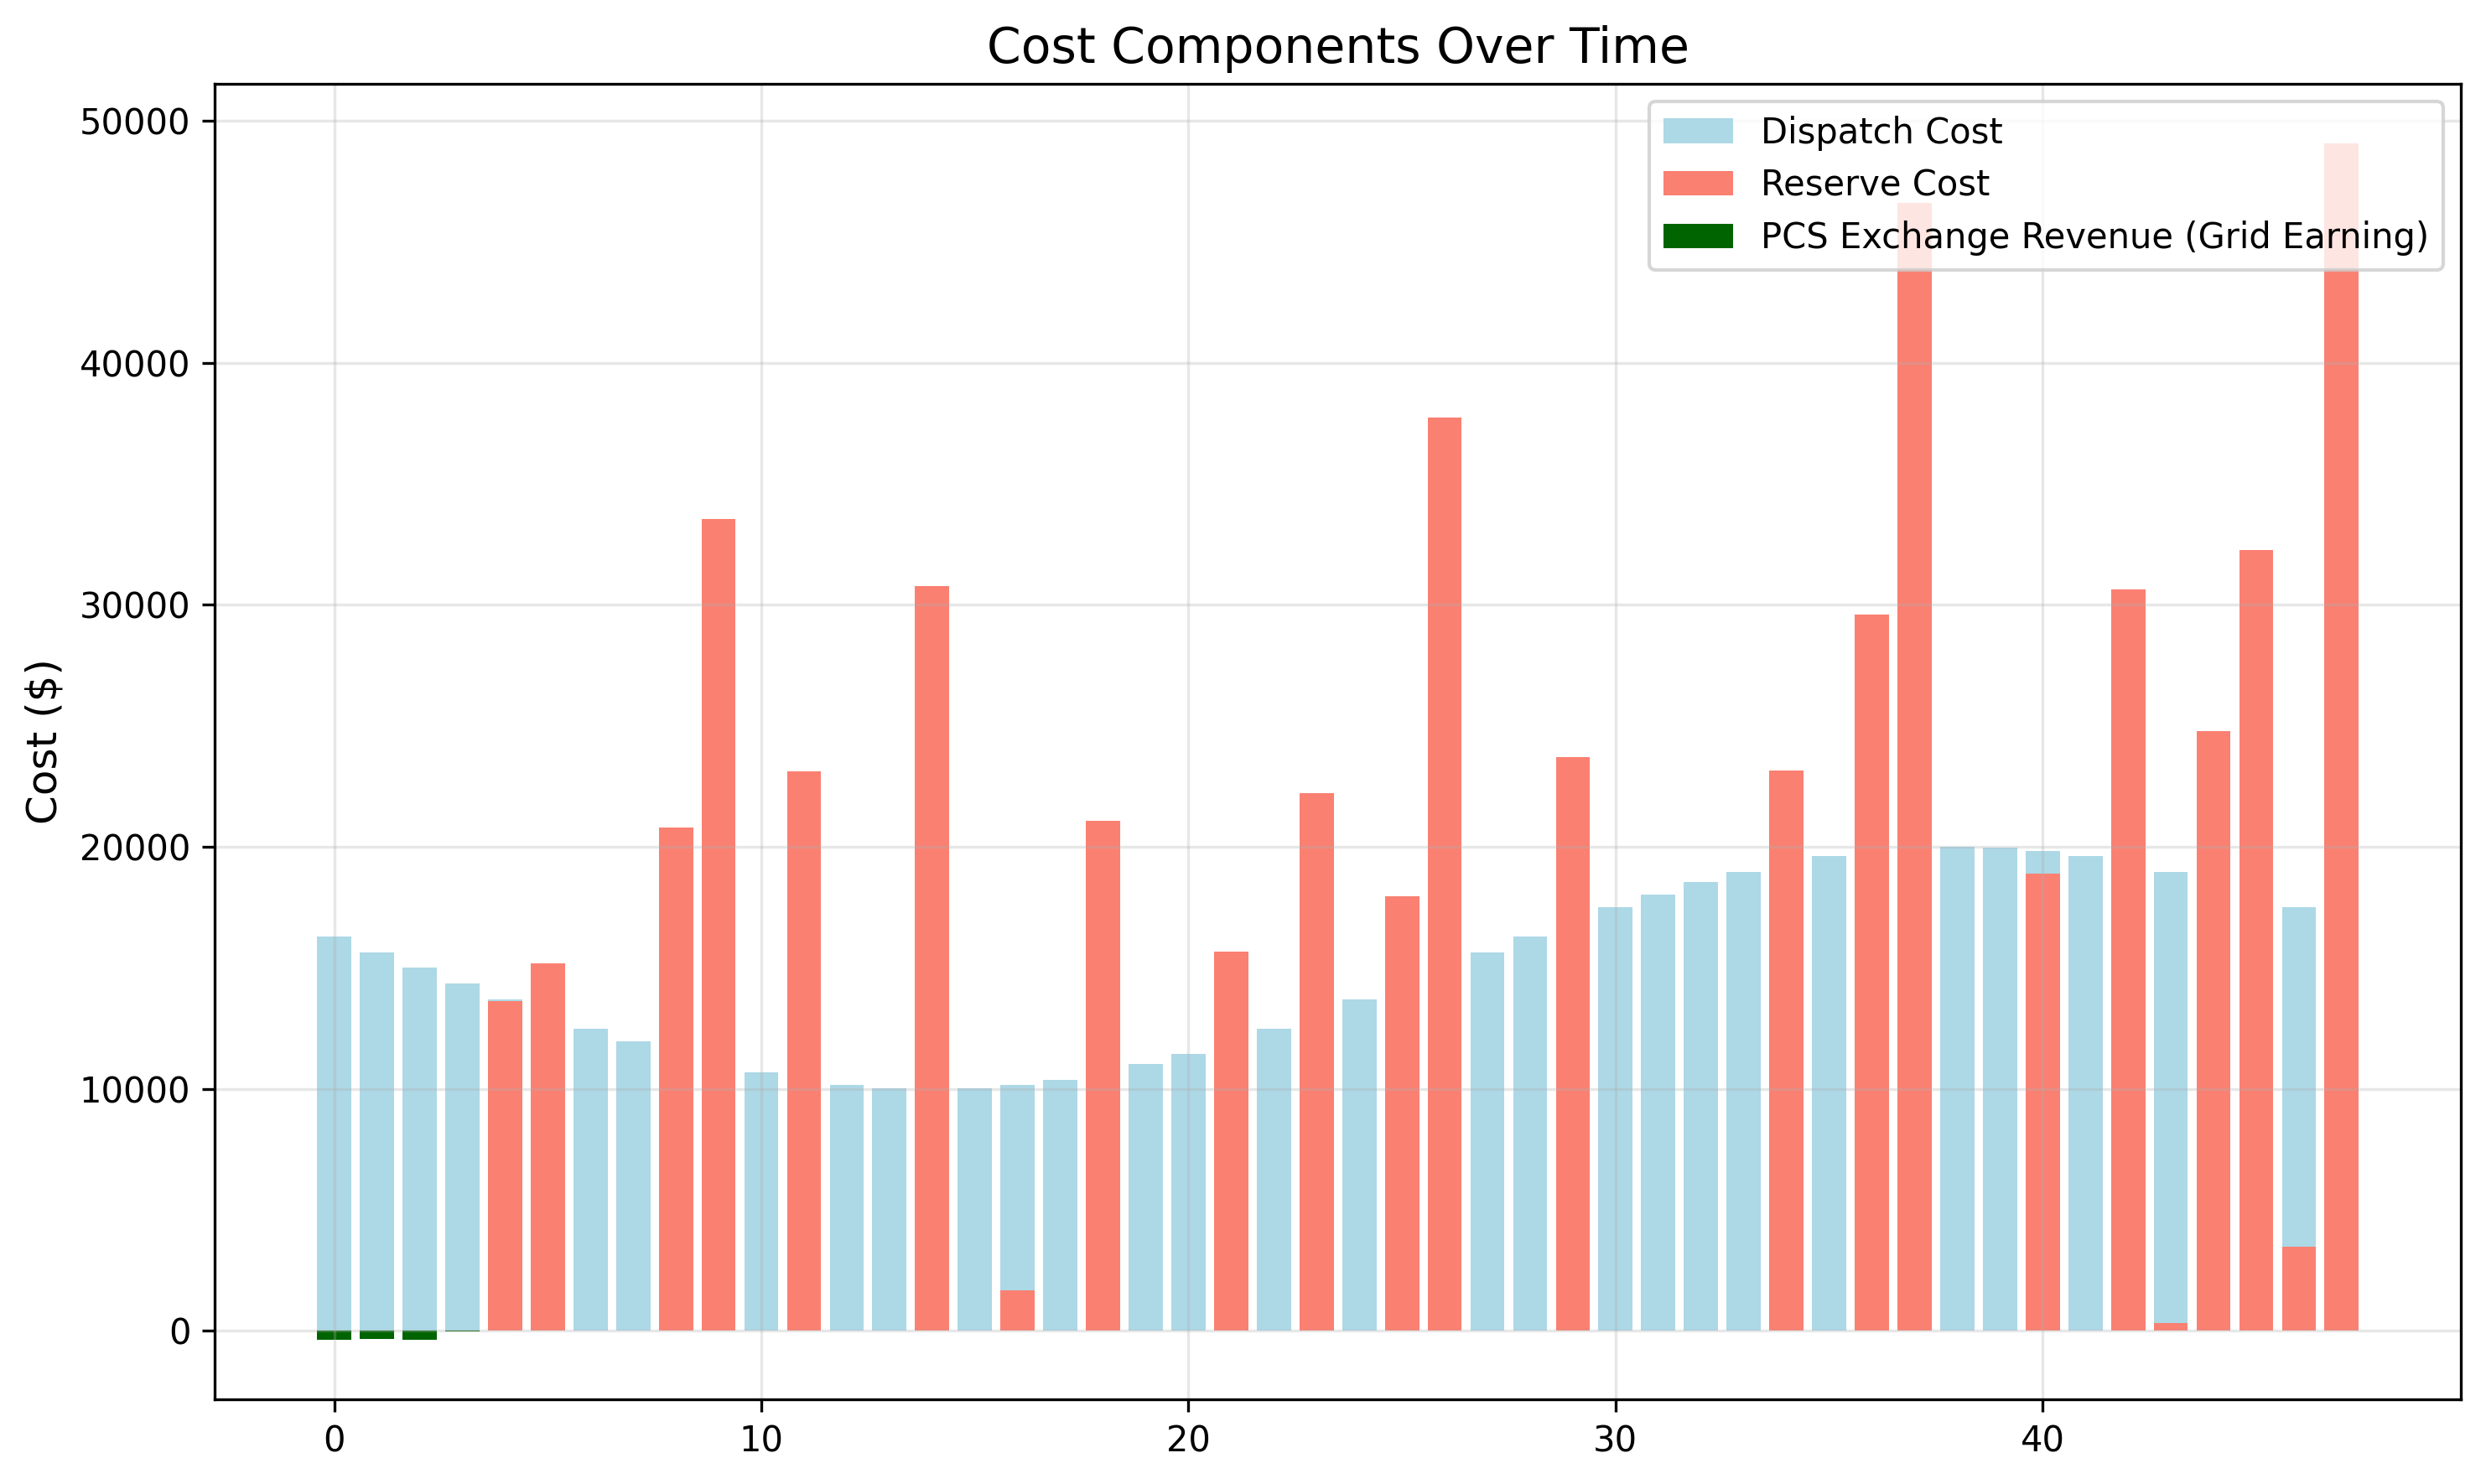 Cost Components Over Time
Dispatch Cost
Reserve Cost
PCS Exchange Revenue (Grid Earning)
Cost ($)
50000
40000
30000
20000
10000
0
0 10 20 30 40